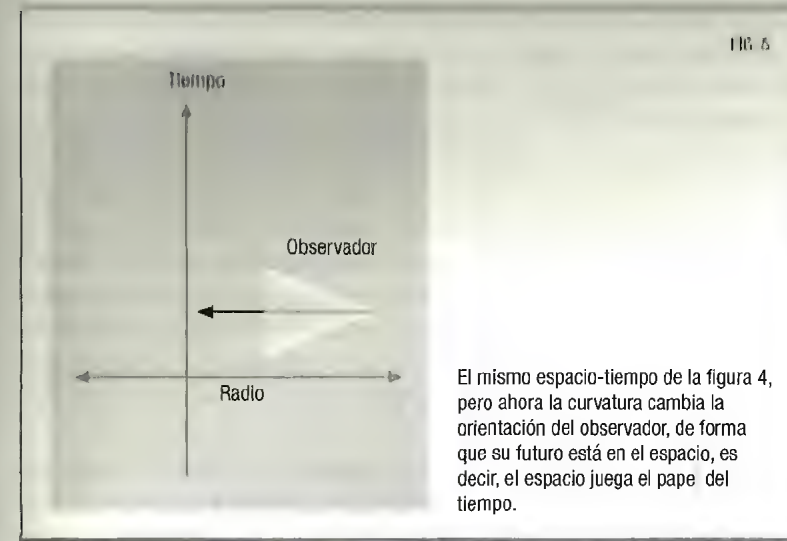 Tiempo
Observador
Radio
El mismo espacio-tiempo de la figura 4,
pero ahora la curvatura cambia la
orientación del observador, de forma
que su futuro está en el espacio, es
decir, el espacio juega el pape del
tiempo.